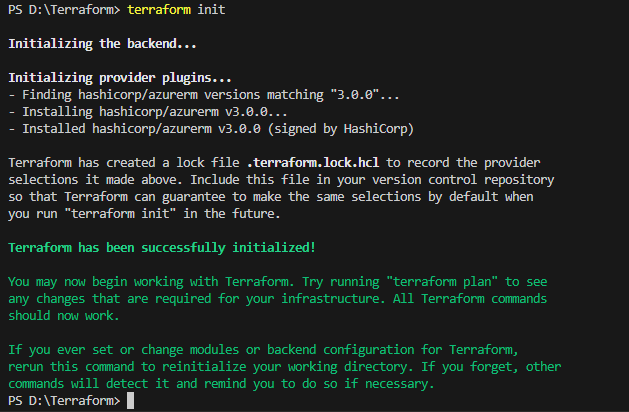 PS D:\Terraform> terraform init
Initializing the backend...
Initializing provider plugins...
- Finding hashicorp/azurerm versions matching "3.0.0"...
- Installing hashicorp/azurerm v3.0.0...
- Installed hashicorp/azurerm v3.0.0 (signed by HashiCorp)
Terraform has created a lock file .terraform.lock.hcl to record the provider
selections it made above. Include this file in your version control repository
so that Terraform can guarantee to make the same selections by default when
you run "terraform init" in the future.
Terraform has been successfully initialized!
You may now begin working with Terraform. Try running "terraform plan" to see
any changes that are required for your infrastructure. All Terraform commands
should now work.
If you ever set or change modules or backend configuration for Terraform,
rerun this command to reinitialize your working directory. If you forget, other
commands will detect it and remind you to do so if necessary.
PS D:\Terraform>